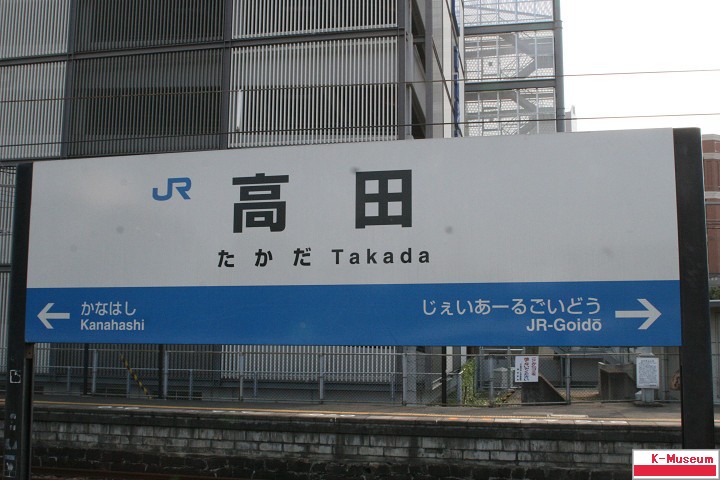 JR 高田
たかだ Takada
← かなはし じぇいあーるごいどう →
Kanahashi JR-Goidō
K-Museum